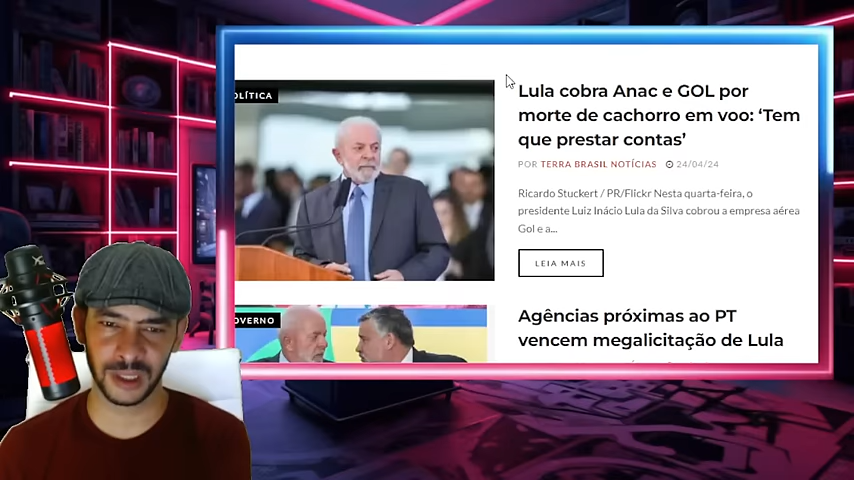 OLÍTICA
Lula cobra Anac e GOL por
morte de cachorro em voo: ‘Tem
que prestar contas’
POR TERRA BRASIL NOTÍCIAS 24/04/24
Ricardo Stuckert / PR/Flickr Nesta quarta-feira, o
presidente Luiz Inácio Lula da Silva cobrou a empresa aérea
Gol e a...
LEIA MAIS
OVERNO
Agências próximas ao PT
vencem megalicitação de Lula